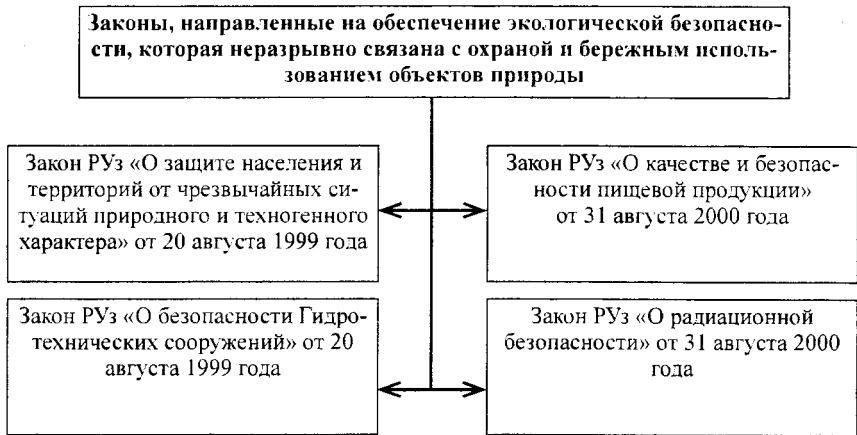 Законы, направленные на обеспечение экологической безопасно-
сти, которая неразрывно связана с охраной и бережным исполь-
зованием объектов природы
Закон РУз «О защите населения и
территорий от чрезвычайных си-
туаций природного и техногенного
характера» от 20 августа 1999 года
Закон РУз «О качестве и безопас-
ности пищевой продукции»
от 31 августа 2000 года
Закон РУз «О безопасности Гидро-
технических сооружений» от 20
августа 1999 года
Закон РУз «О радиационной
безопасности» от 31 августа 2000
года